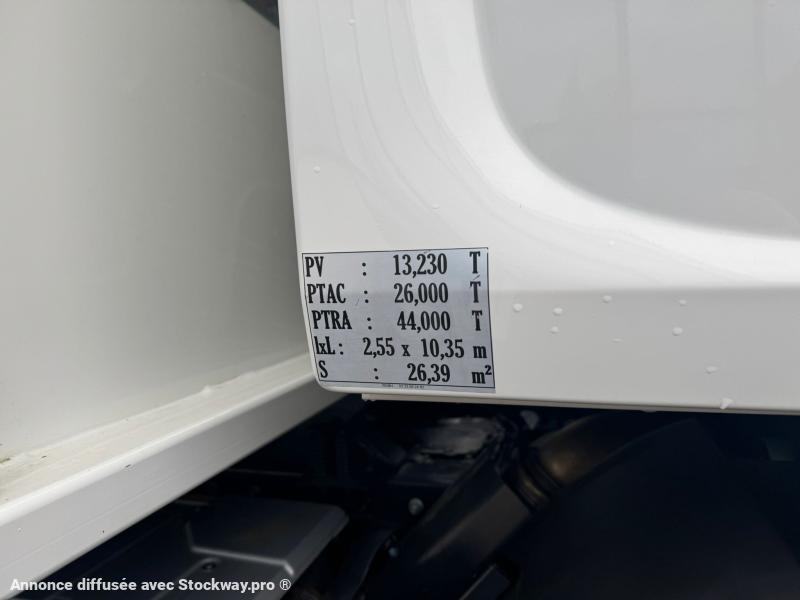 PV : 13,230 T
PTAC : 26,000 T
PTRA : 44,000 T
lxL : 2,55 x 10,35 m
S : 26,39 m²
Annonce diffusée avec Stockway.pro ®